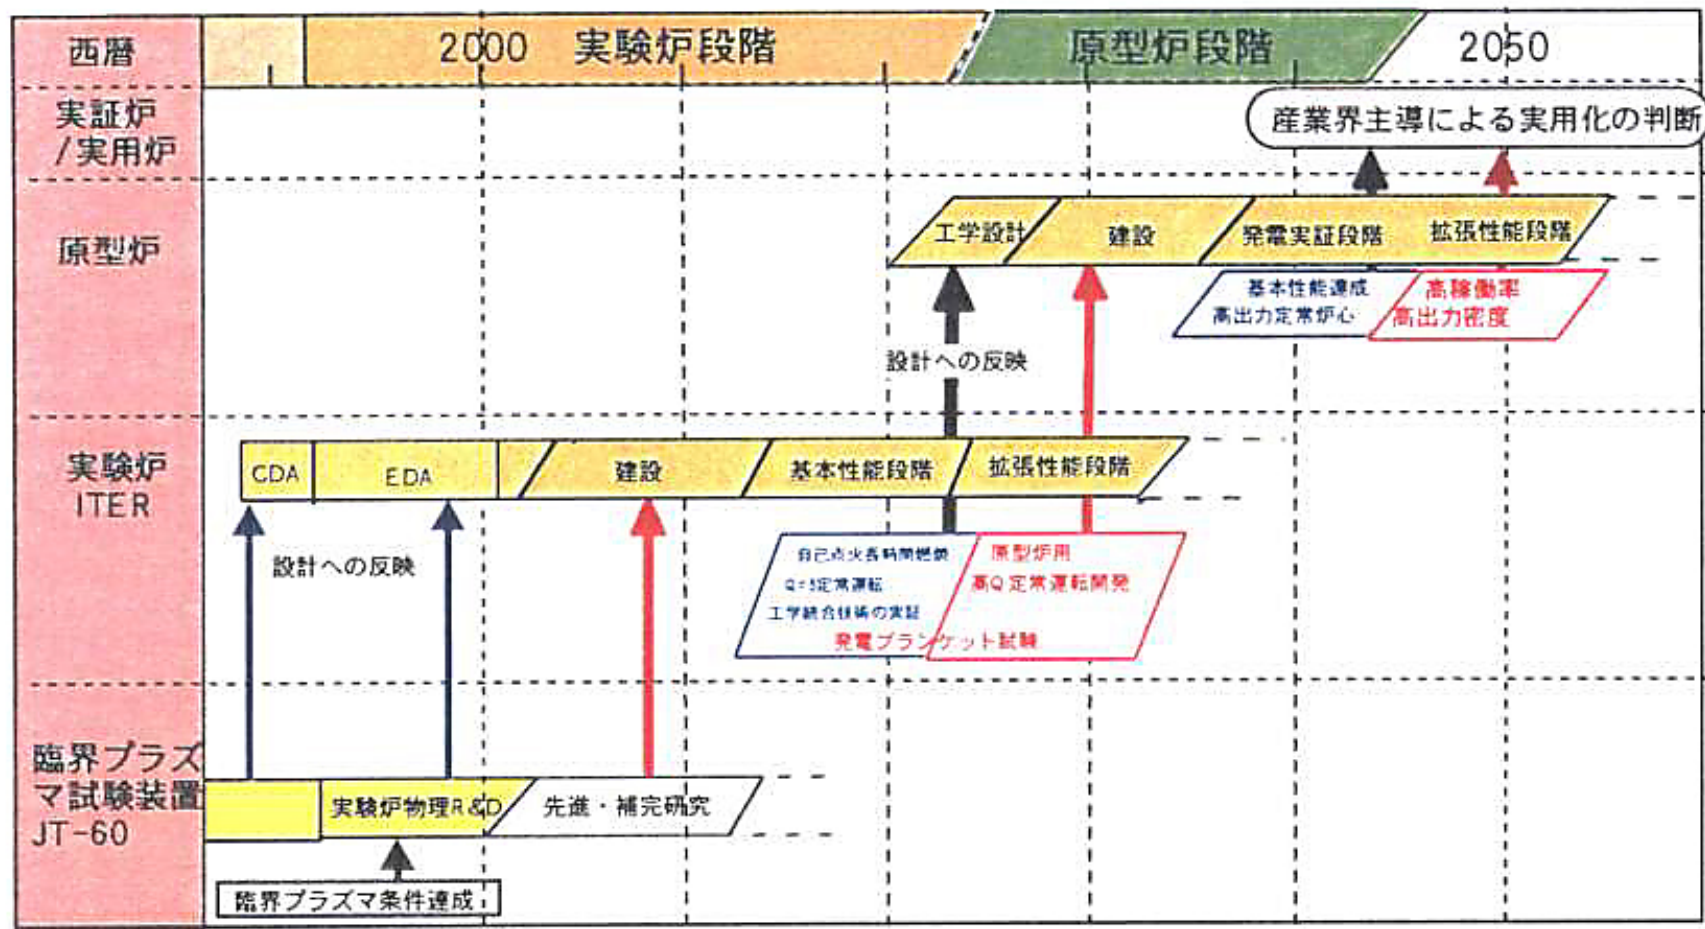 西暦
2000 実験炉段階
原型炉段階
2050
実証炉
/実用炉
産業界主導による実用化の判断
原型炉
工学設計
建設
発電実証段階
拡張性能段階
基本性能達成
高出力定常炉心
高稼働率
高出力密度
設計への反映
実験炉
ITER
CDA
EDA
建設
基本性能段階
拡張性能段階
設計への反映
自己点火長時間燃焼
Q=5定常運転
工学統合技術の実証
原型炉用
高Q定常運転開発
発電ブランケット試験
臨界プラズ
マ試験装置
JT-60
実験炉物理R&D
先進・補完研究
臨界プラズマ条件達成